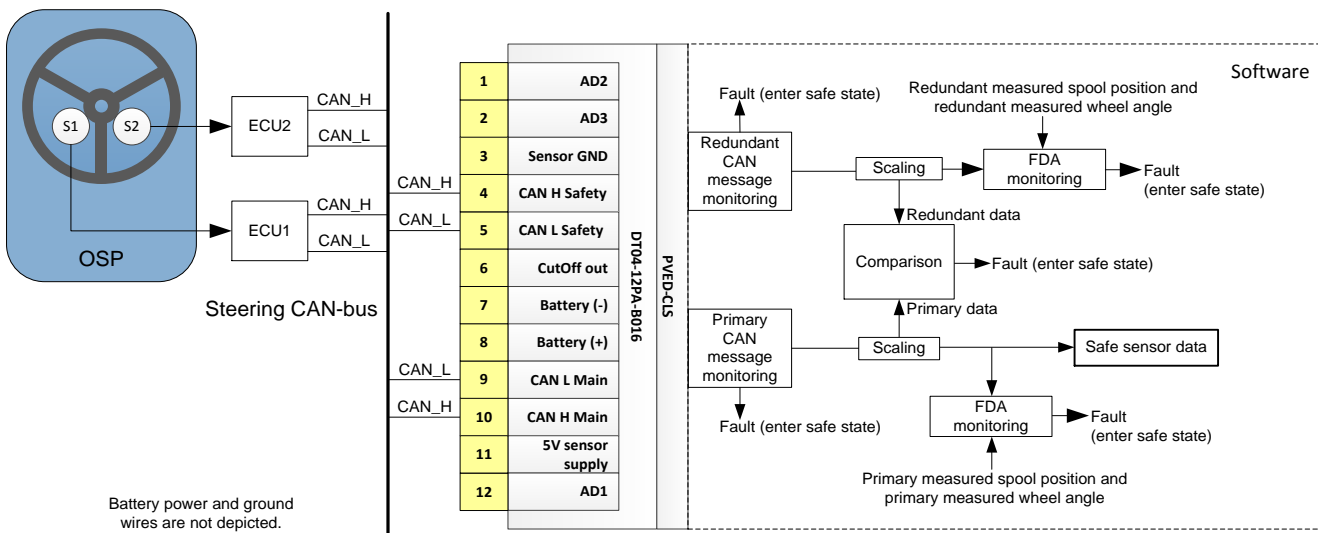 S1
S2
OSP
ECU2
CAN_H
CAN_L
ECU1
CAN_H
CAN_L
Steering CAN-bus
Battery power and ground
wires are not depicted.
CAN_H
CAN_L
CAN_L
CAN_H
1 AD2
2 AD3
3 Sensor GND
4 CAN H Safety
5 CAN L Safety
6 CutOff out
7 Battery (-)
8 Battery (+)
9 CAN L Main
10 CAN H Main
11 5V sensor
supply
12 AD1
DT04-12PA-B016
PVED-CLS
Software
Fault (enter safe state)
Redundant
CAN
message
monitoring
Scaling
Redundant measured spool position and
redundant measured wheel angle
FDA
monitoring
Fault
(enter safe state)
Redundant data
Comparison
Fault (enter safe state)
Primary data
Primary
CAN
message
monitoring
Scaling
Safe sensor data
Fault (enter safe state)
FDA
monitoring
Fault
(enter safe state)
Primary measured spool position and
primary measured wheel angle